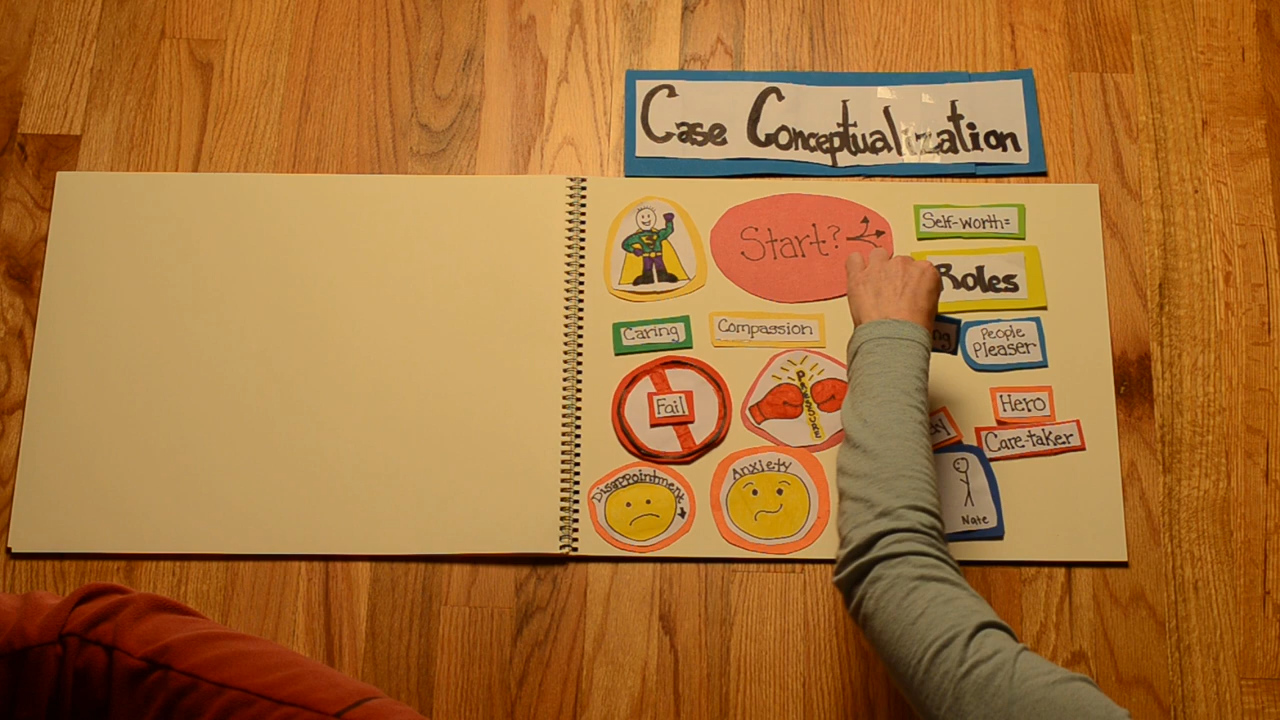 Case Conceptualization
Start?
Self-worth=
Roles
Caring
Compassion
People
Pleaser
Fail
PRESSURE
Hero
Care-taker
Disappointment
Anxiety
Nate